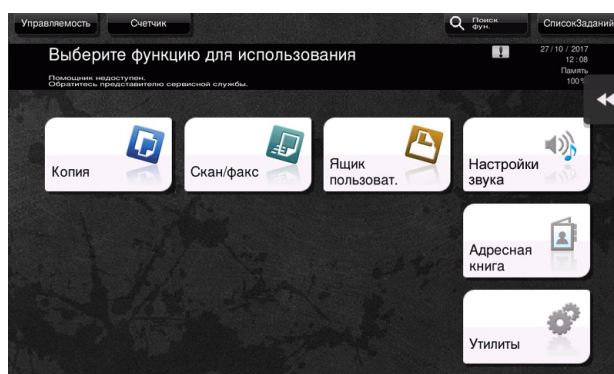 Управляемость
Счетчик
Поиск
фун.
СписокЗаданий
Выберите функцию для использования
27/10 / 2017
12:08
Помощник недоступен.
Память
Обратитесь представителю сервисной службы.
100%
Копия
Скан/факс
Ящик
пользоват.
Настройки
звука
Адресная
книга
Утилиты